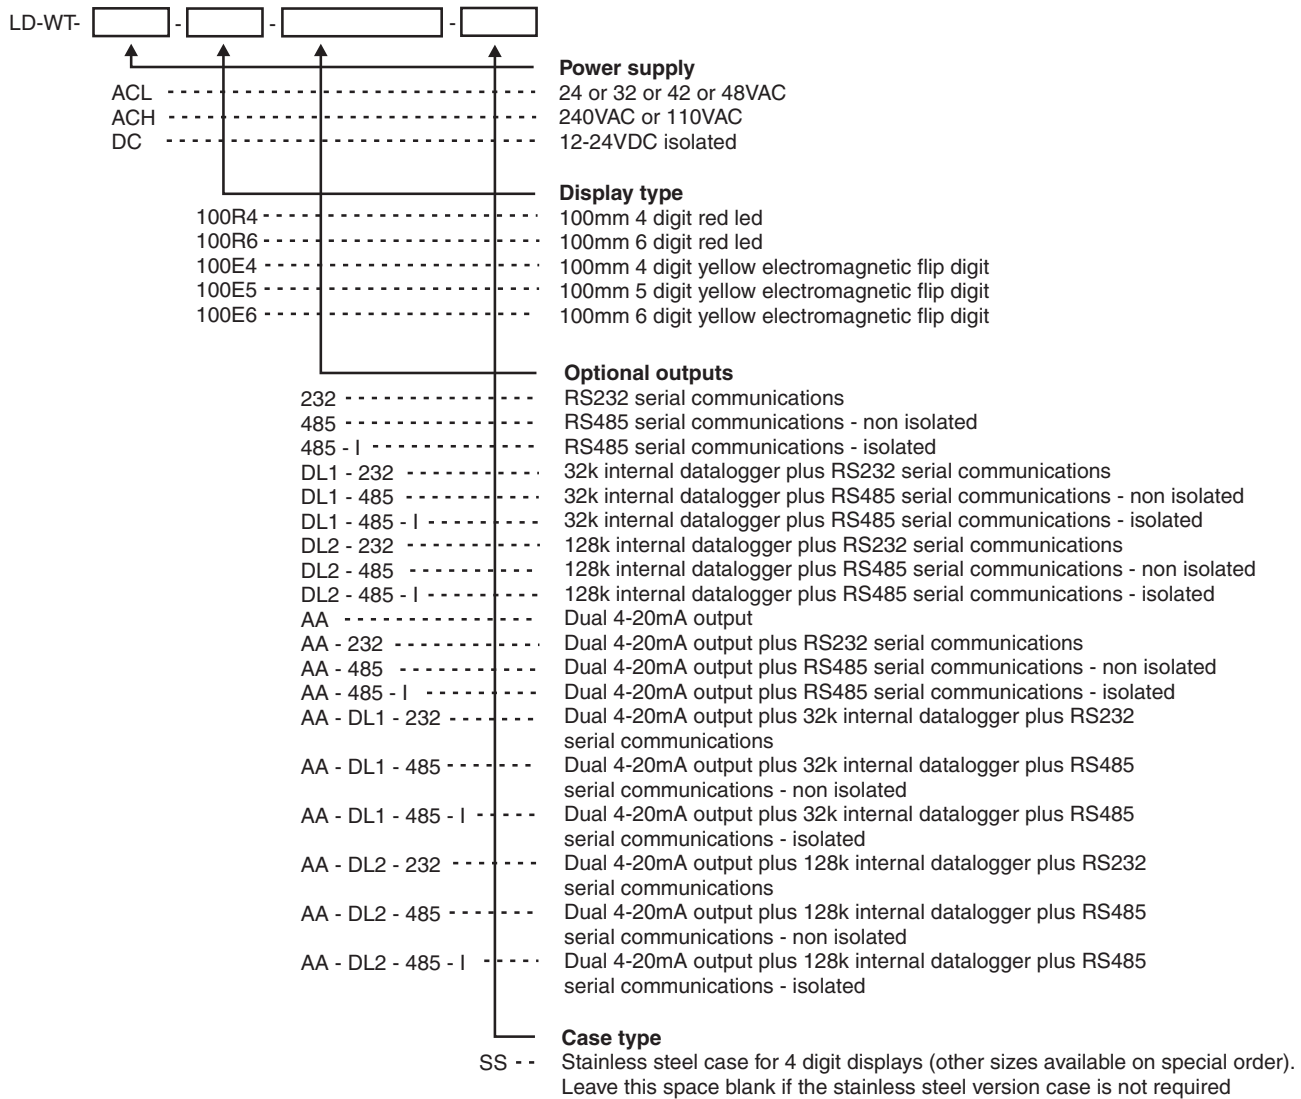 LD-WT- - - -
Power supply
ACL 24 or 32 or 42 or 48VAC
ACH 240VAC or 110VAC
DC 12-24VDC isolated
Display type
100R4 100mm 4 digit red led
100R6 100mm 6 digit red led
100E4 100mm 4 digit yellow electromagnetic flip digit
100E5 100mm 5 digit yellow electromagnetic flip digit
100E6 100mm 6 digit yellow electromagnetic flip digit
Optional outputs
232 RS232 serial communications
485 RS485 serial communications - non isolated
485 - I RS485 serial communications - isolated
DL1 - 232 32k internal datalogger plus RS232 serial communications
DL1 - 485 32k internal datalogger plus RS485 serial communications - non isolated
DL1 - 485 - I 32k internal datalogger plus RS485 serial communications - isolated
DL2 - 232 128k internal datalogger plus RS232 serial communications
DL2 - 485 128k internal datalogger plus RS485 serial communications - non isolated
DL2 - 485 - I 128k internal datalogger plus RS485 serial communications - isolated
AA Dual 4-20mA output
AA - 232 Dual 4-20mA output plus RS232 serial communications
AA - 485 Dual 4-20mA output plus RS485 serial communications - non isolated
AA - 485 - I Dual 4-20mA output plus RS485 serial communications - isolated
AA - DL1 - 232 Dual 4-20mA output plus 32k internal datalogger plus RS232
serial communications
AA - DL1 - 485 Dual 4-20mA output plus 32k internal datalogger plus RS485
serial communications - non isolated
AA - DL1 - 485 - I Dual 4-20mA output plus 32k internal datalogger plus RS485
serial communications - isolated
AA - DL2 - 232 Dual 4-20mA output plus 128k internal datalogger plus RS232
serial communications
AA - DL2 - 485 Dual 4-20mA output plus 128k internal datalogger plus RS485
serial communications - non isolated
AA - DL2 - 485 - I Dual 4-20mA output plus 128k internal datalogger plus RS485
serial communications - isolated
Case type
SS Stainless steel case for 4 digit displays (other sizes available on special order).
Leave this space blank if the stainless steel version case is not required